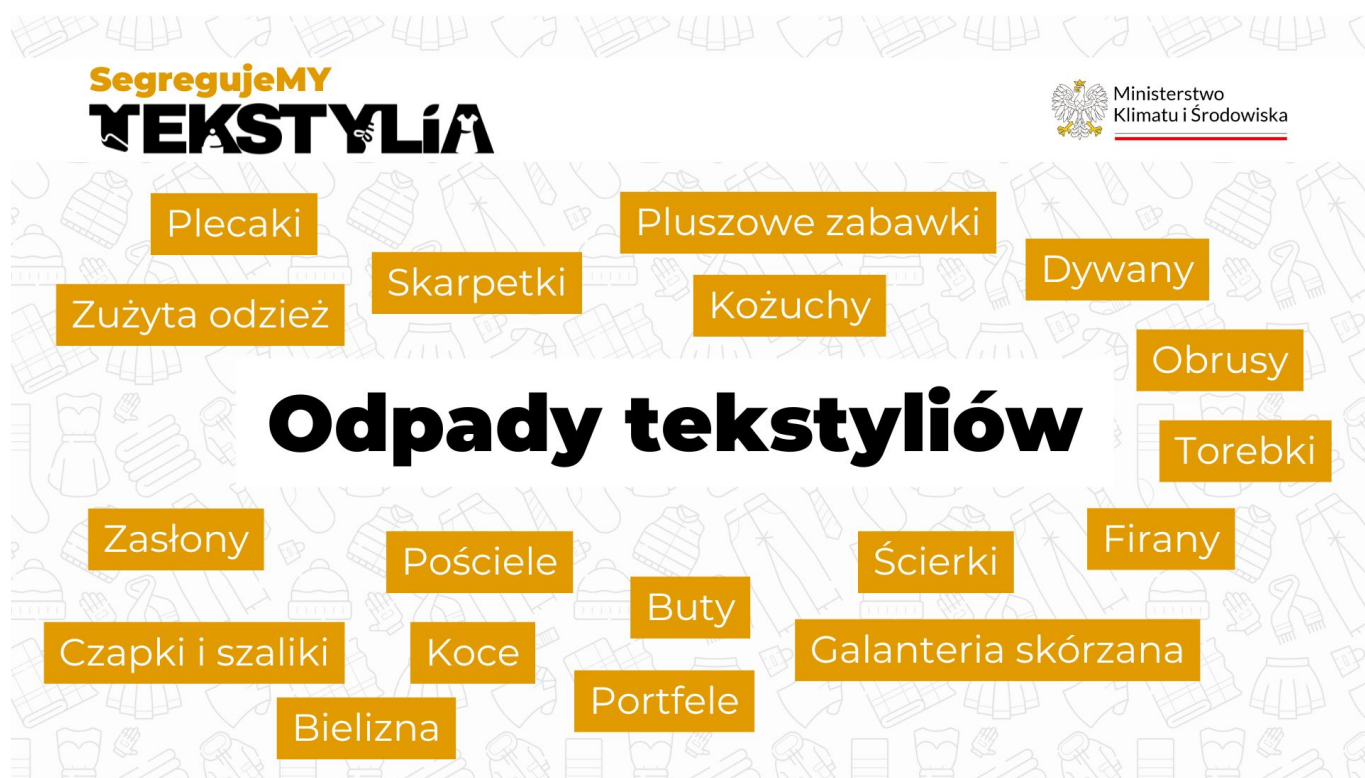 SegregujeMY
TEKSTYLIA
Ministerstwo
Klimatu i Środowiska
Plecaki
Pluszowe zabawki
Skarpetki
Dywany
Zużyta odzież
Kożuchy
Obrusy
Odpady tekstyliów
Torebki
Zasłony
Firany
Pościele
Ścierki
Buty
Czapki i szaliki
Koce
Galanteria skórzana
Portfele
Bielizna